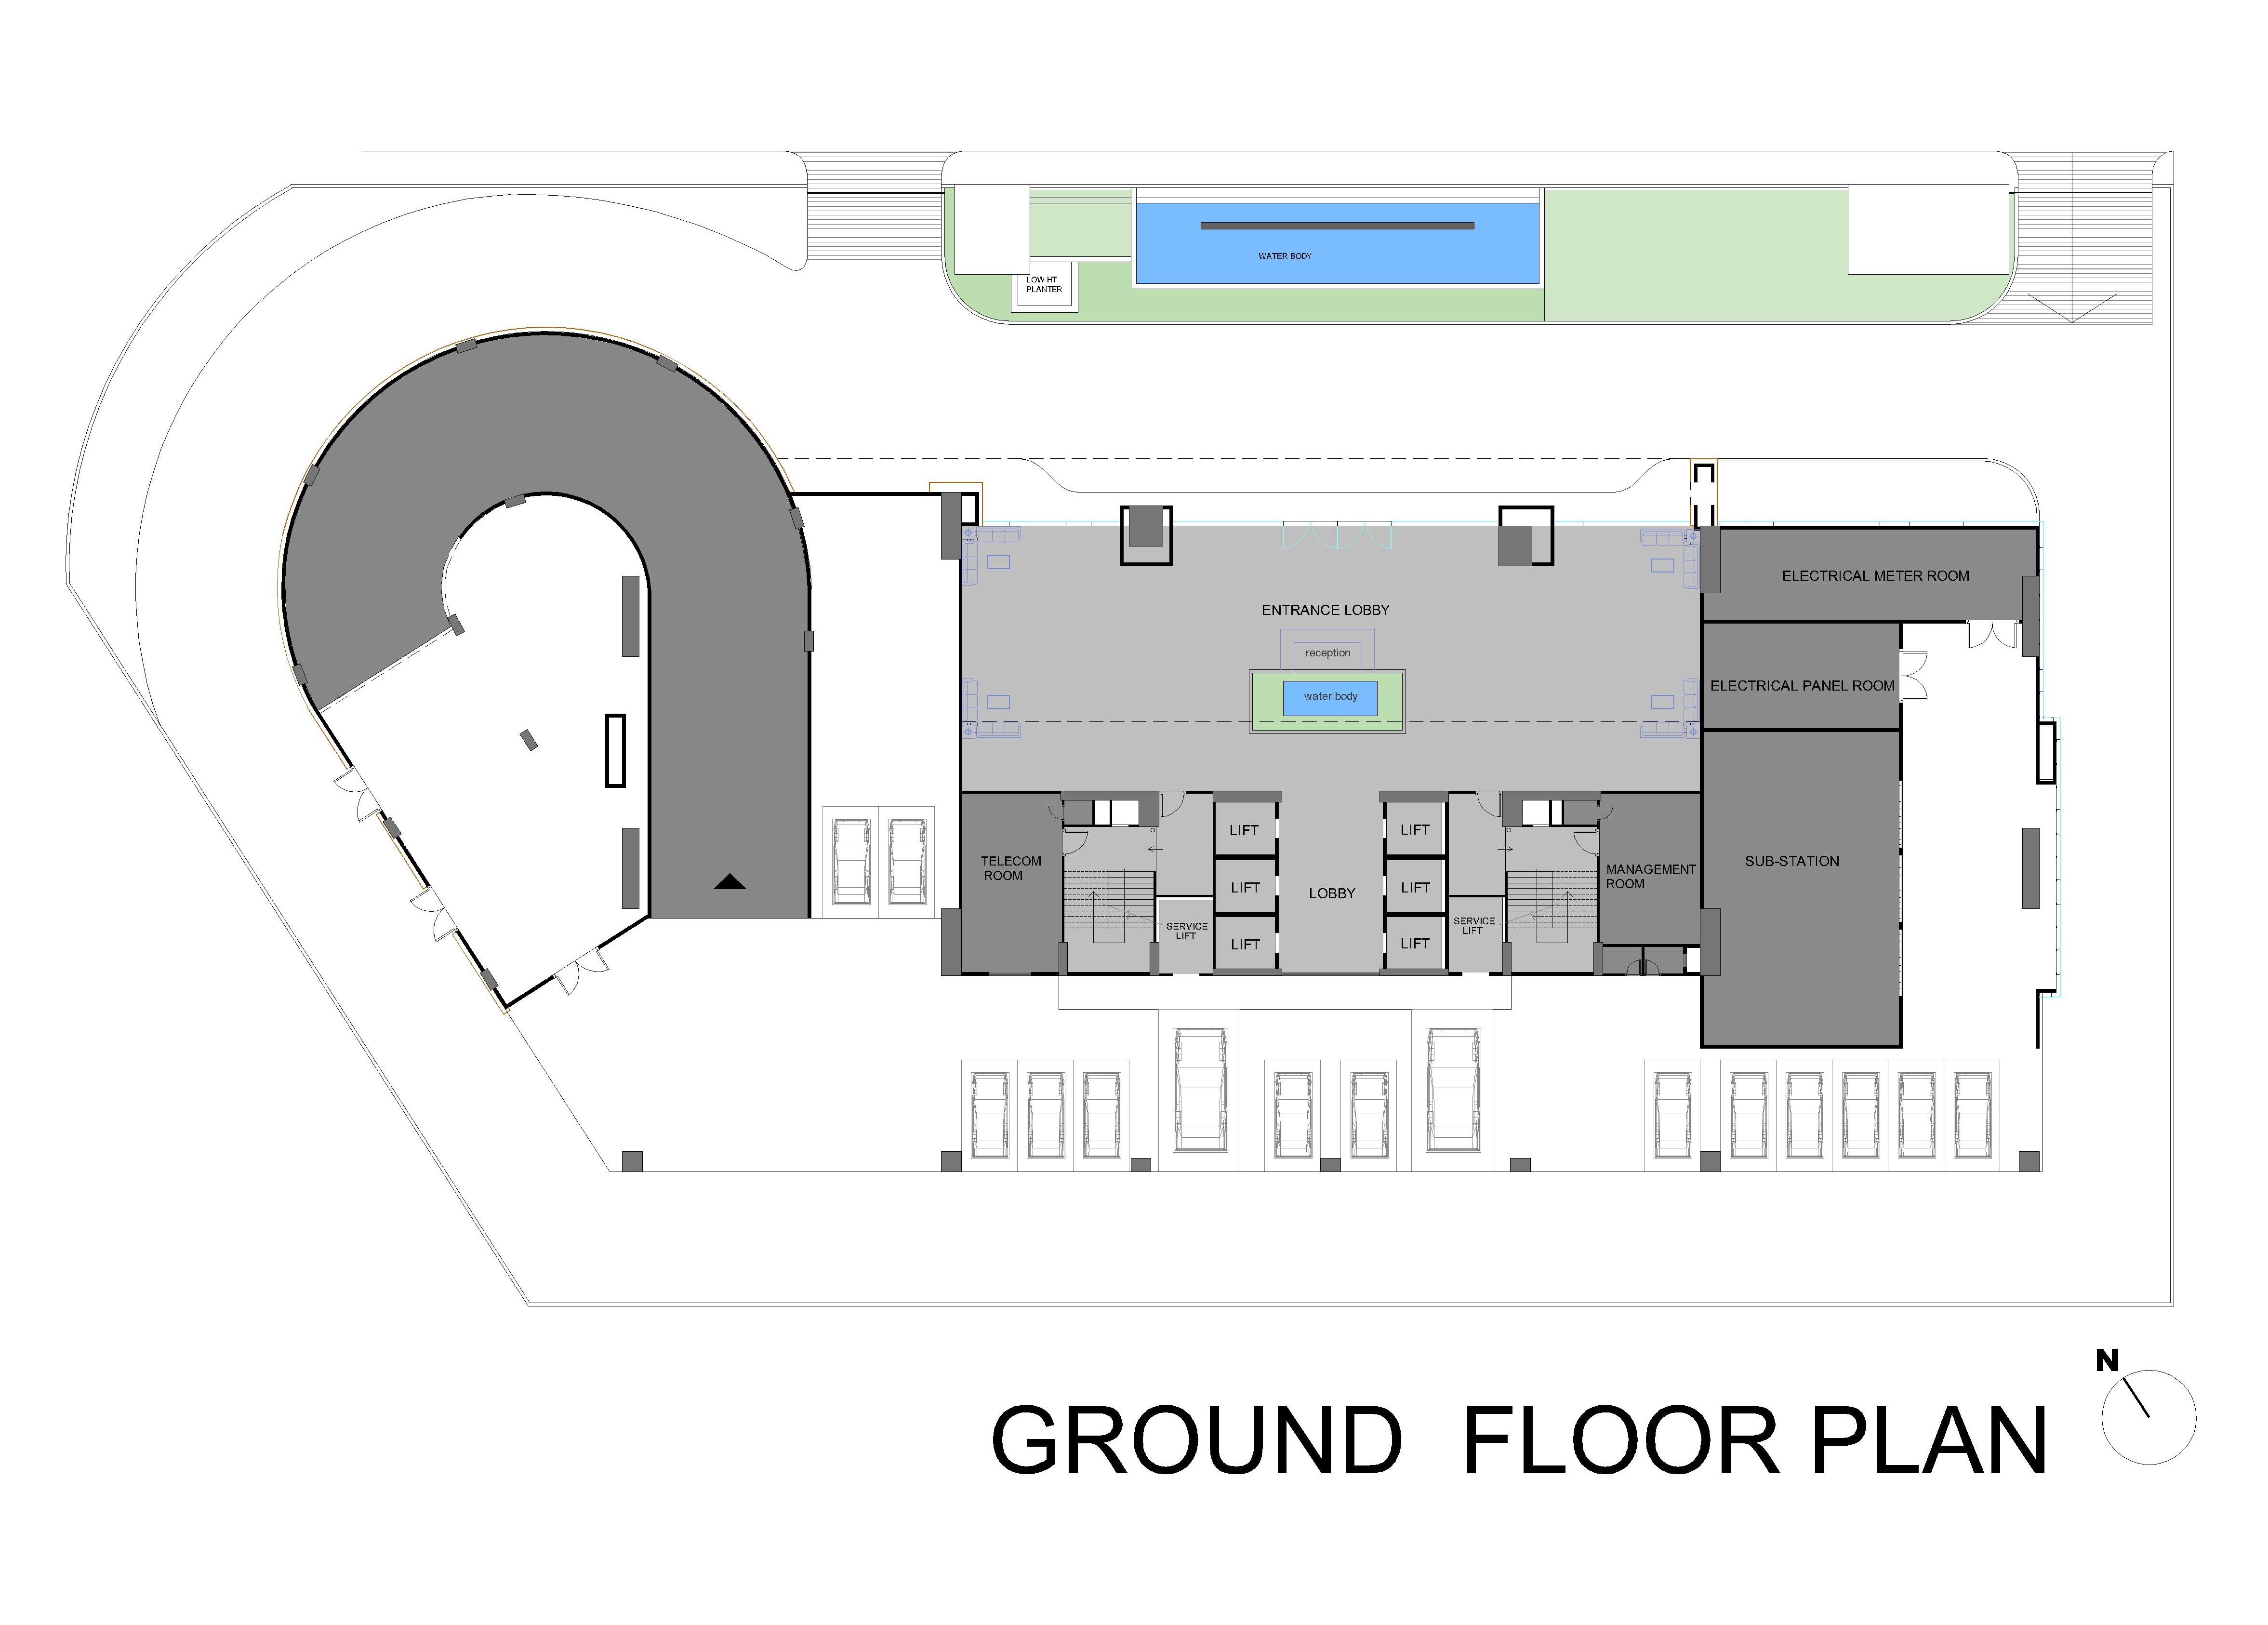 WATER BODY
LOW HT
PLANTER
ELECTRICAL METER ROOM
ENTRANCE LOBBY
reception
ELECTRICAL PANEL ROOM
water body
LIFT
LIFT
TELECOM
ROOM
SUB-STATION
MANAGEMENT
ROOM
LIFT
LIFT
LOBBY
SERVICE
LIFT
SERVICE
LIFT
LIFT
LIFT
N
GROUND FLOOR PLAN